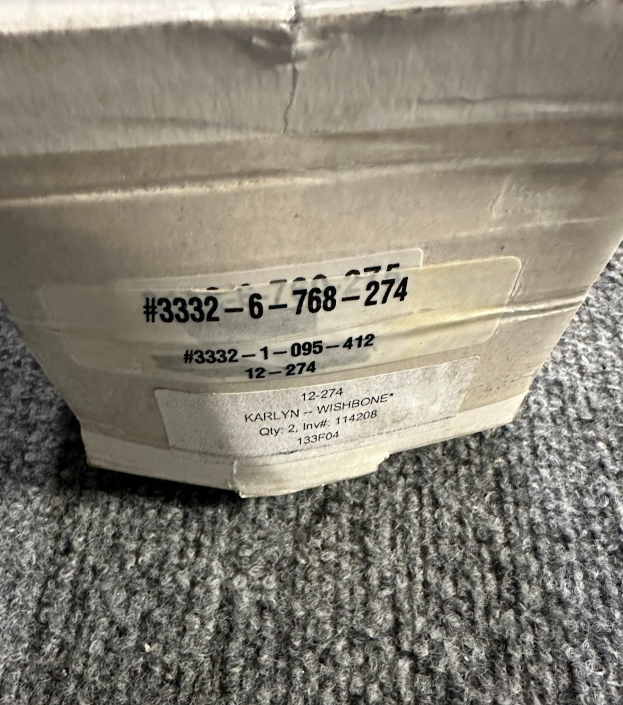 #3332-6-768-274
#3332-1-095-412
12-274
12-274
KARLYN -- WISHBONE*
Qty: 2, Inv#: 114208
133F04